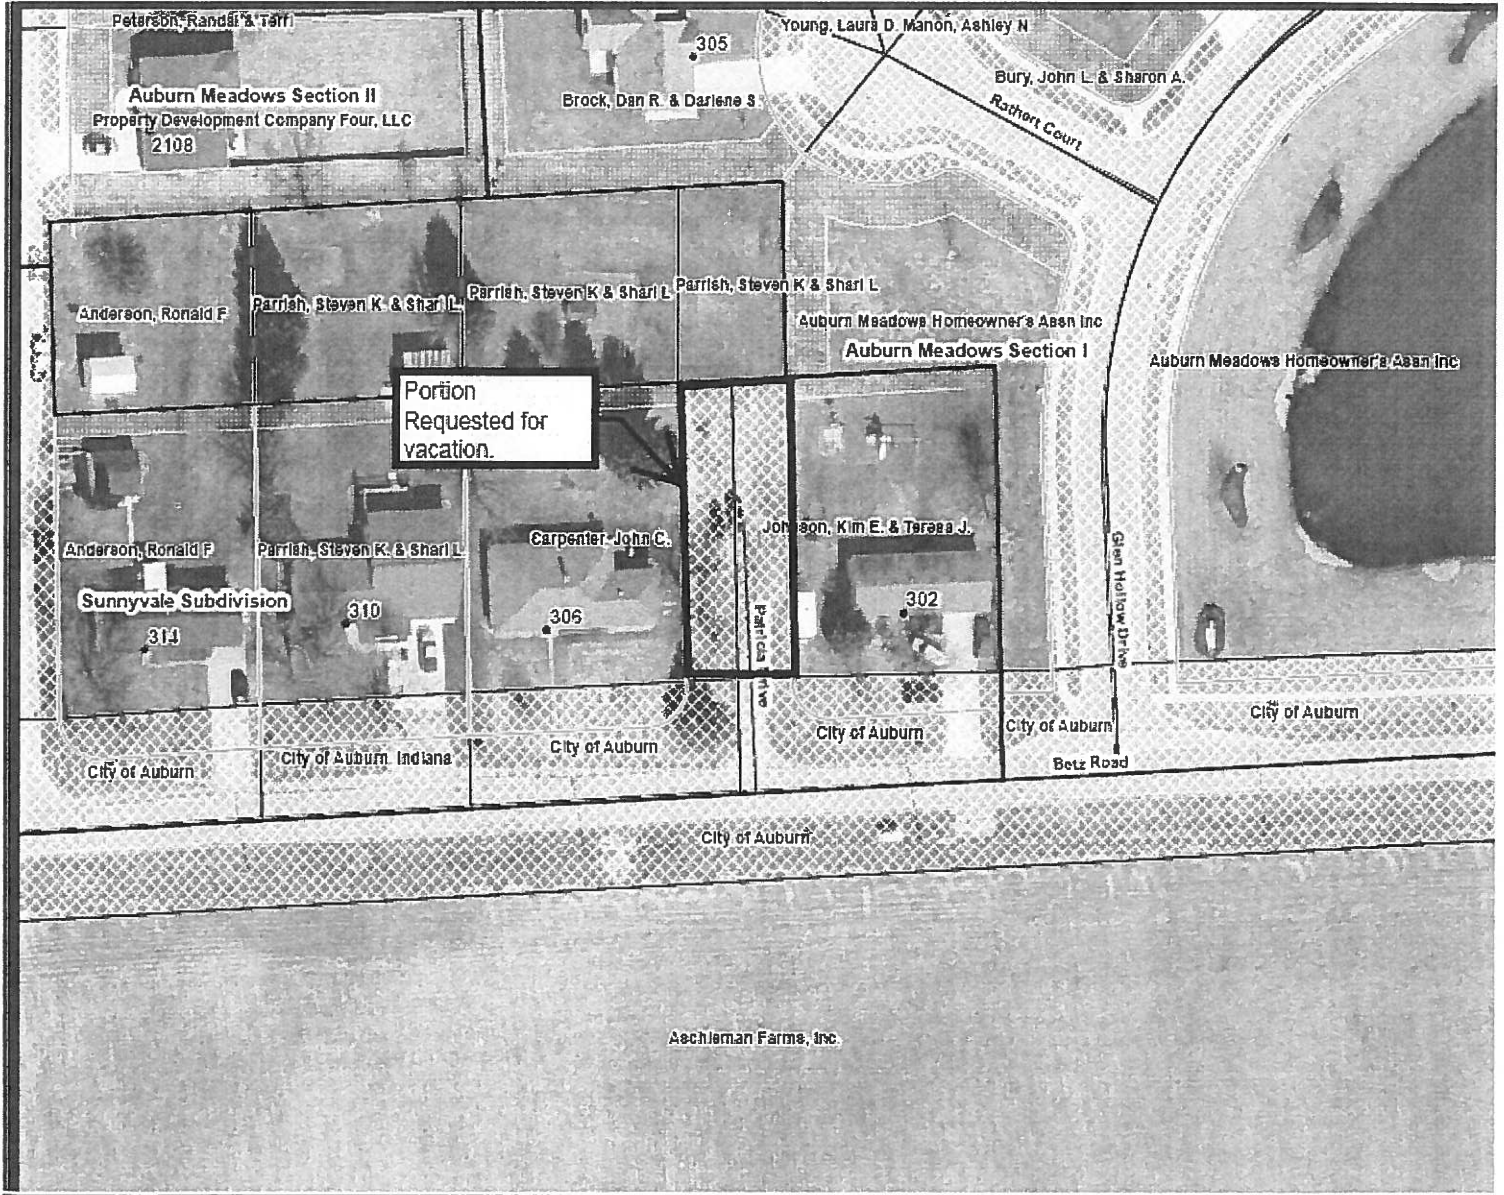 Peterson, Randal & Terri
Young, Laura D. Manon, Ashley N
305
Bury, John L. & Sharon A.
Auburn Meadows Section II
Brock, Dan R. & Darlene S.
Rathert Court
Property Development Company Four, LLC
2108
Anderson, Ronald F
Parrish, Steven K. & Shari L.
Parrish, Steven K & Shari L
Parrish, Steven K & Shari L
Auburn Meadows Homeowner's Assn Inc
Auburn Meadows Section I
Auburn Meadows Homeowner's Assn Inc
Portion
Requested for
vacation.
Anderson, Ronald F
Parrish, Steven K. & Shari L.
Carpenter, John C.
Johnson, Kim E. & Teresa J.
Glen Hollow Drive
Sunnyvale Subdivision
314
310
306
302
Patricia Drive
City of Auburn
City of Auburn, Indiana
City of Auburn
City of Auburn
City of Auburn
City of Auburn
Betz Road
City of Auburn
Aschleman Farms, Inc.